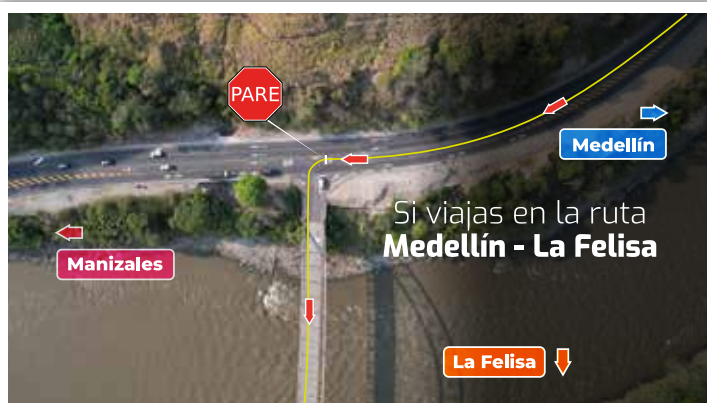 PARE
Medellín
Si viajas en la ruta
Medellín - La Felisa
Manizales
La Felisa